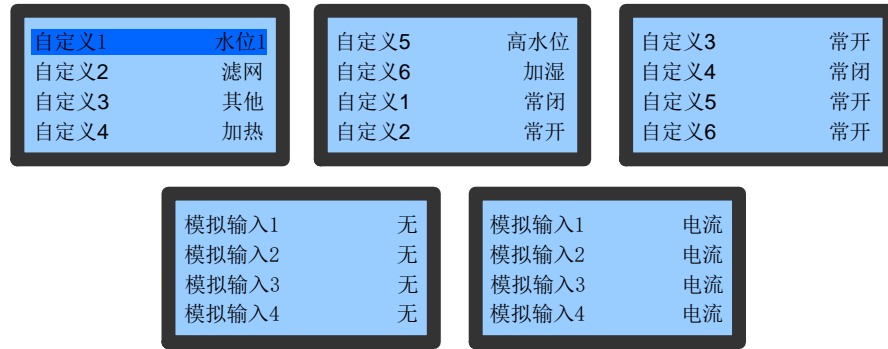 自定义1 水位1
自定义2 滤网
自定义3 其他
自定义4 加热
自定义5 高水位
自定义6 加湿
自定义1 常闭
自定义2 常开
自定义3 常开
自定义4 常闭
自定义5 常开
自定义6 常开
模拟输入1 无
模拟输入2 无
模拟输入3 无
模拟输入4 无
模拟输入1 电流
模拟输入2 电流
模拟输入3 电流
模拟输入4 电流